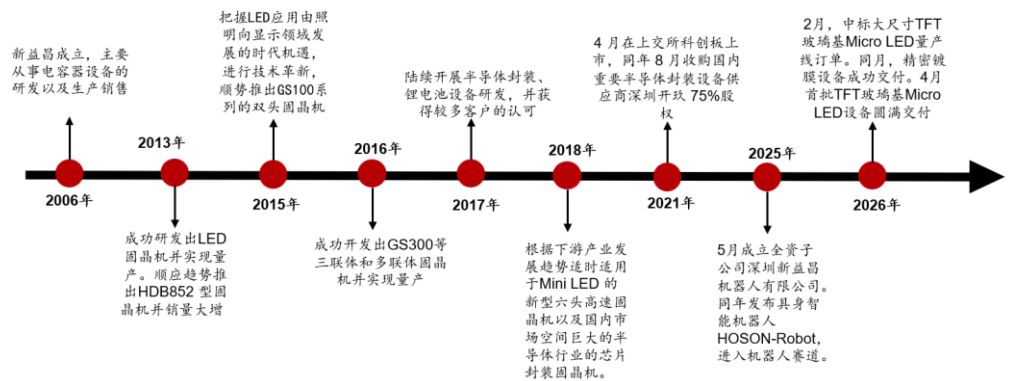 新益昌成立，主要
从事电容器设备的
研发以及生产销售
2006年
2013年
成功研发出LED
固晶机并实现量
产。顺应趋势推
出HDB852 型固
晶机并销量大增
把握LED应用由照
明向显示领域发
展的时代机遇，
进行技术革新，
顺势推出GS100系
列的双头固晶机
2015年
2016年
成功开发出GS300等
三联体和多联体固晶
机并实现量产
陆续开展半导体封装、
锂电池设备研发，并获
得较多客户的认可
2017年
2018年
根据下游产业发
展趋势适时适用
于Mini LED 的
新型六头高速固
晶机以及国内市
场空间巨大的半
导体行业的芯片
封装固晶机。
4 月在上交所科创板上
市，同年 8 月收购国内
重要半导体封装设备供
应商深圳开玖 75%股
权
2021年
2025年
5月成立全资子
公司深圳新益昌
机器人有限公司。
同年发布具身智
能机器人
HOSON-Robot，
进入机器人赛道。
2月，中标大尺寸TFT
玻璃基Micro LED量产
线订单。同月，精密镀
膜设备成功交付。4月
首批TFT玻璃基Micro
LED设备圆满交付
2026年